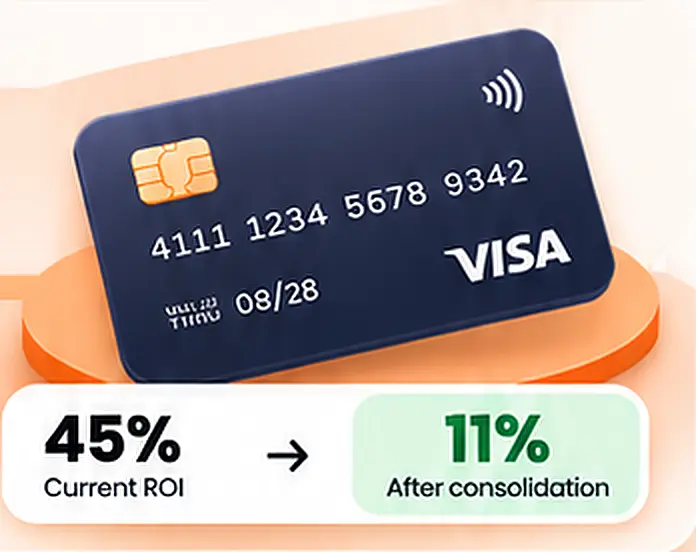 4111 1234 5678 9342
08/28
VISA
45%
Current ROI
→
11%
After consolidation